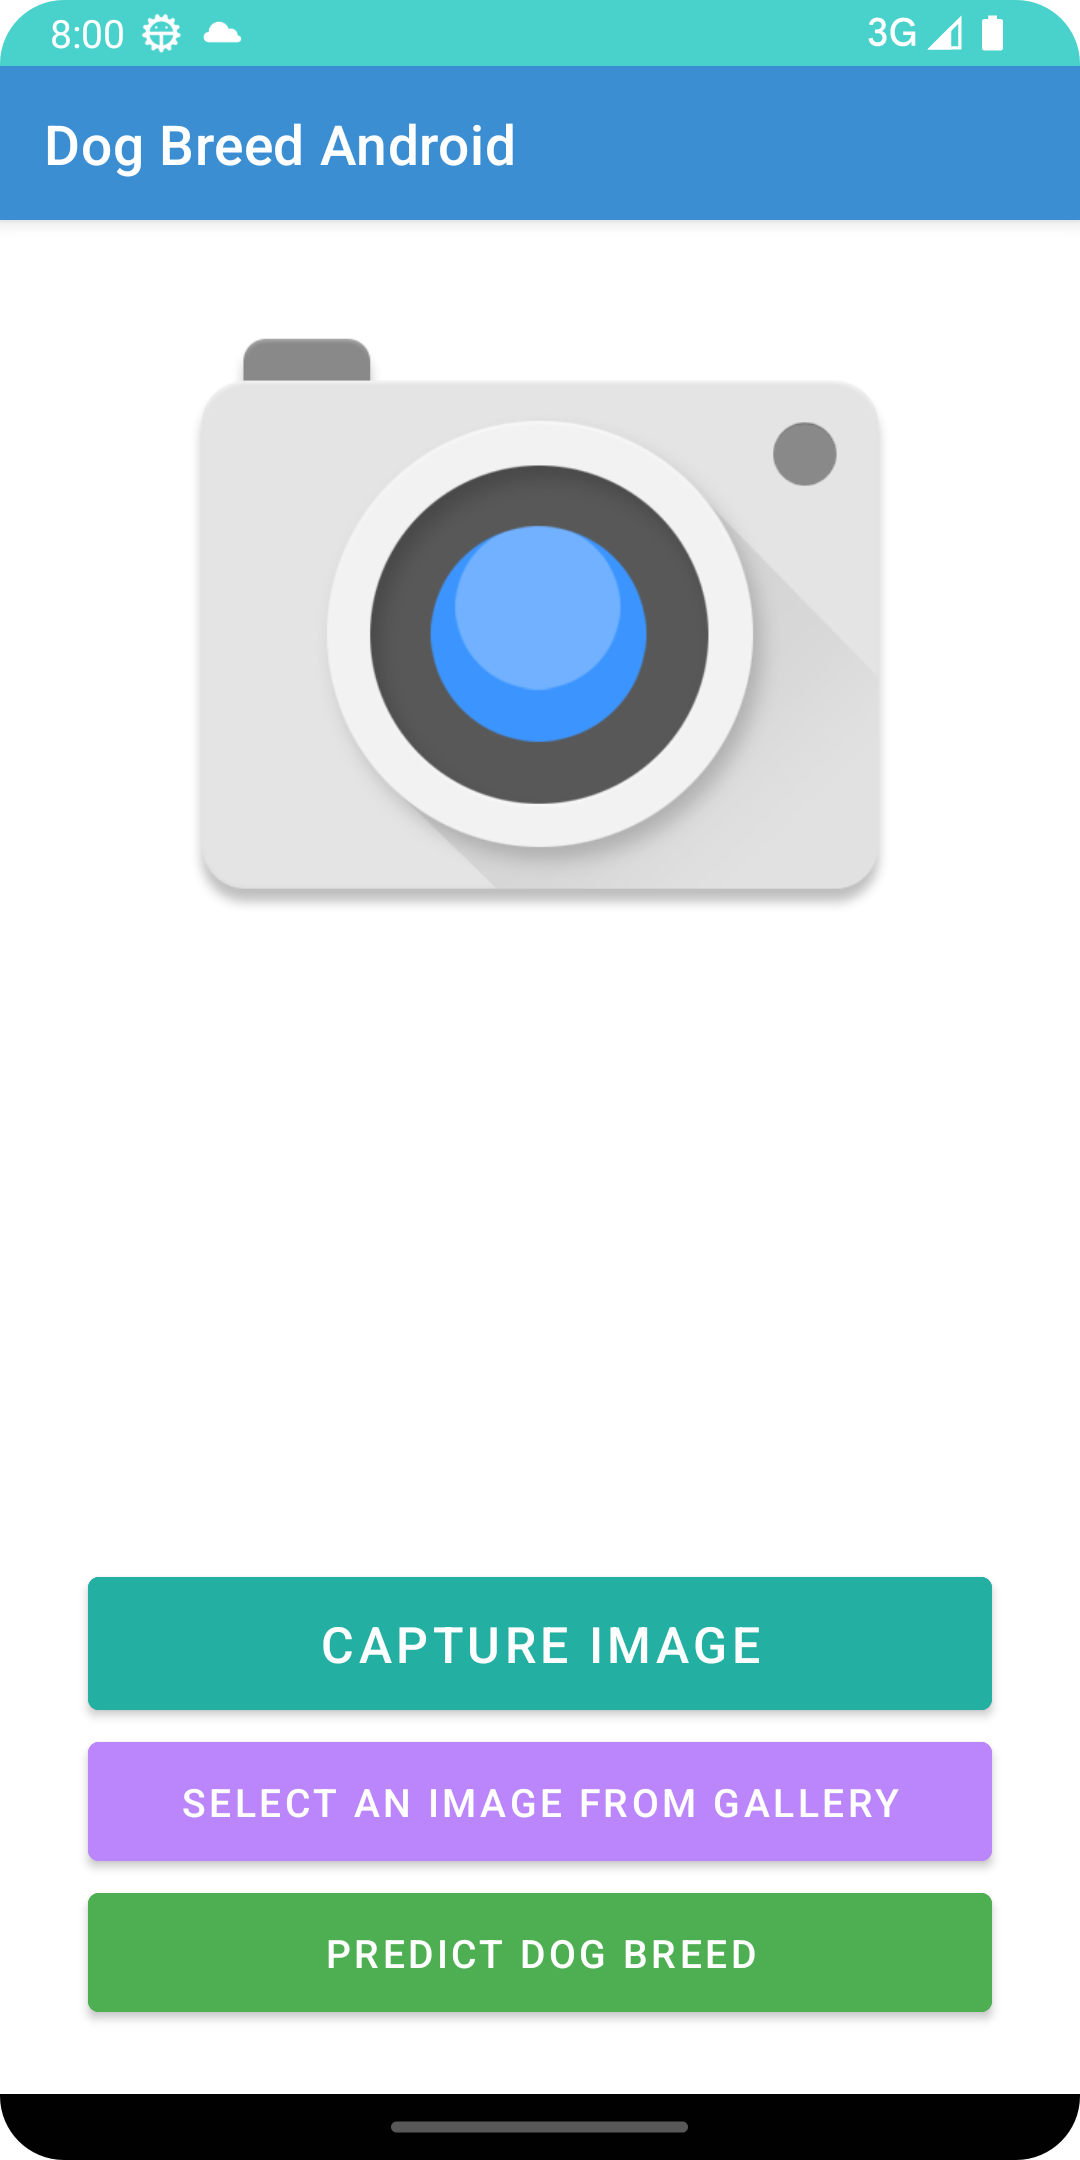 8:00 3G
Dog Breed Android
CAPTURE IMAGE
SELECT AN IMAGE FROM GALLERY
PREDICT DOG BREED